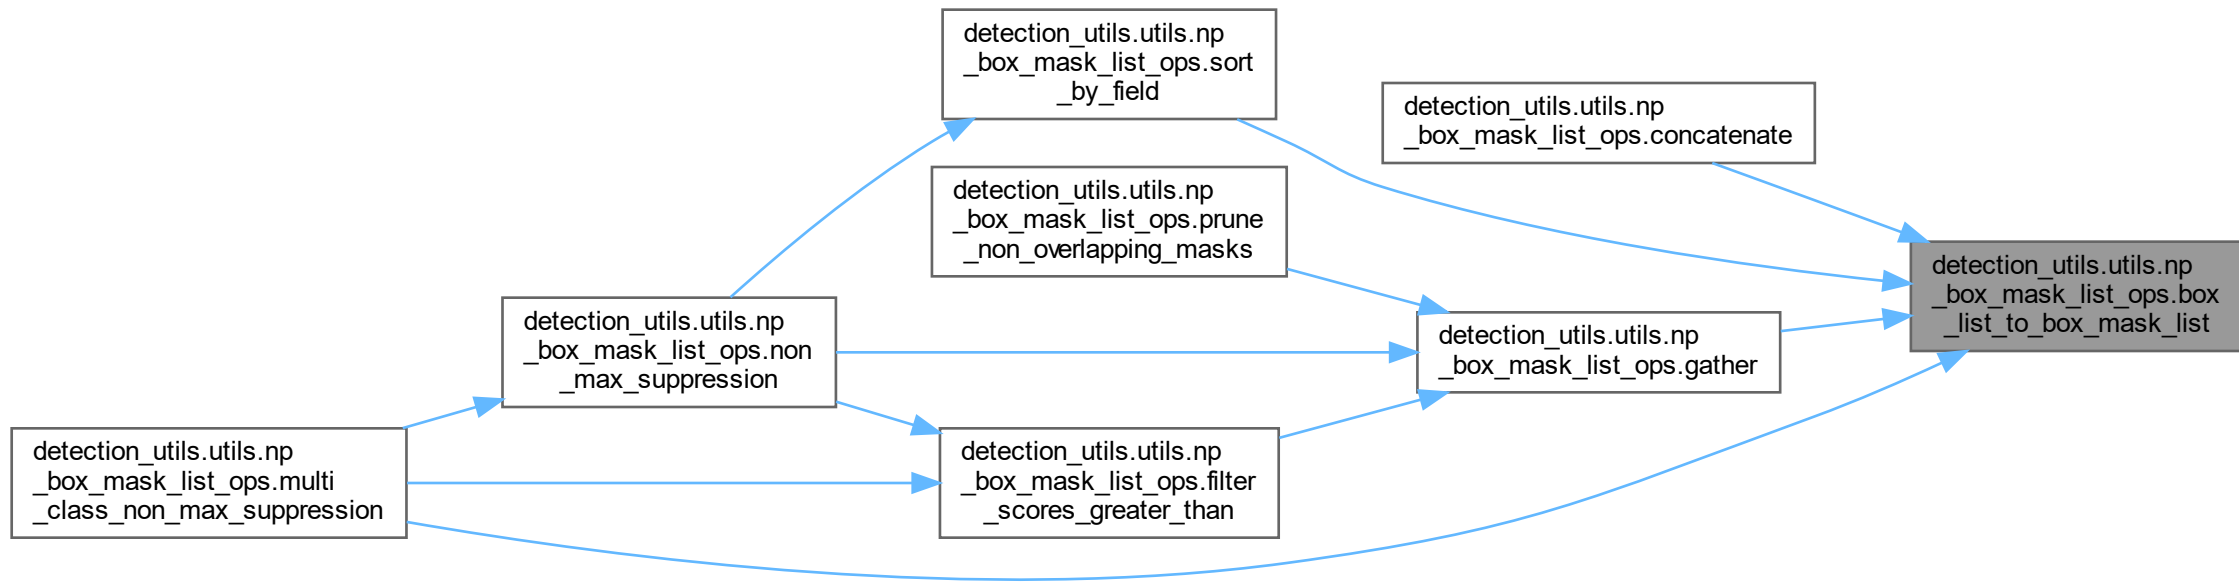 detection_utils.utils.np
_box_mask_list_ops.sort
_by_field
detection_utils.utils.np
_box_mask_list_ops.concatenate
detection_utils.utils.np
_box_mask_list_ops.prune
_non_overlapping_masks
detection_utils.utils.np
_box_mask_list_ops.box
_list_to_box_mask_list
detection_utils.utils.np
_box_mask_list_ops.non
_max_suppression
detection_utils.utils.np
_box_mask_list_ops.gather
detection_utils.utils.np
_box_mask_list_ops.multi
_class_non_max_suppression
detection_utils.utils.np
_box_mask_list_ops.filter
_scores_greater_than